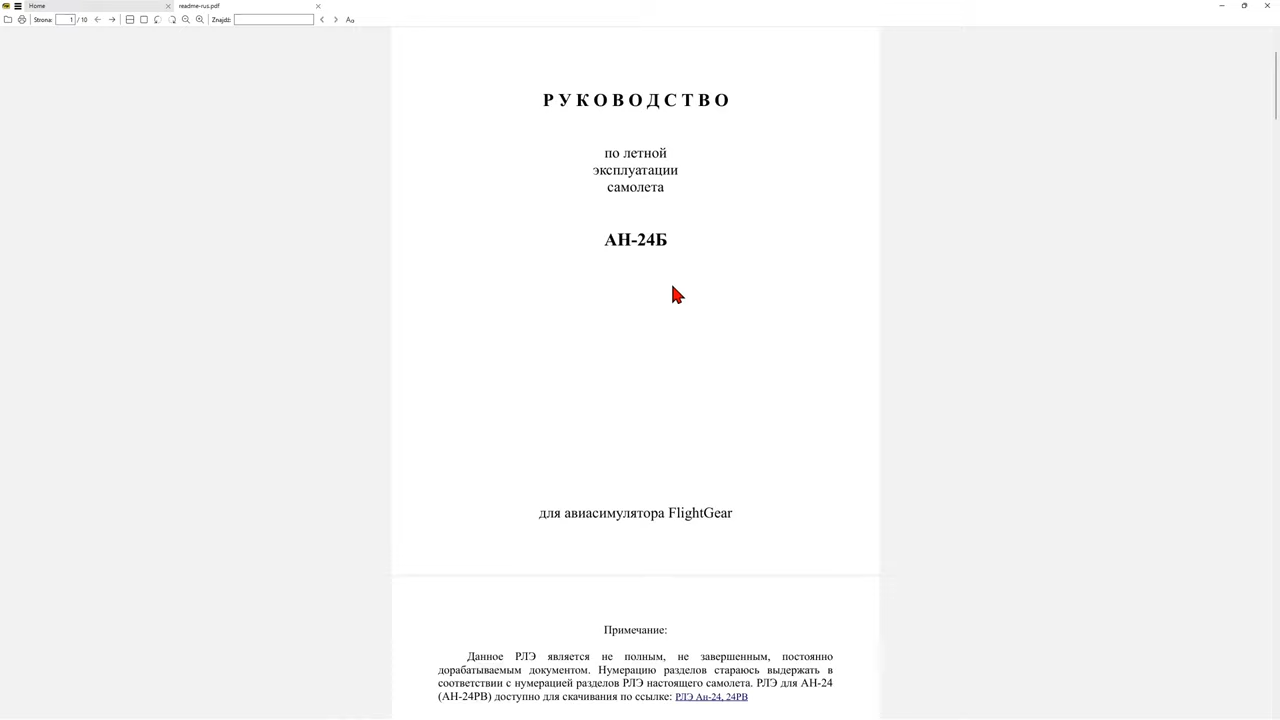 Home
readme-rus.pdf
Strona:
1
/ 10
Znajdź:
Aa
Р У К О В О Д С Т В О
по летной
эксплуатации
самолета
АН-24Б
для авиасимулятора FlightGear
Примечание:
Данное РЛЭ является не полным, не завершенным, постоянно
дорабатываемым документом. Нумерацию разделов стараюсь выдержать в
соответствии с нумерацией разделов РЛЭ настоящего самолета. РЛЭ для АН-24
(АН-24РВ) доступно для скачивания по ссылке: РЛЭ Ан-24, 24РВ